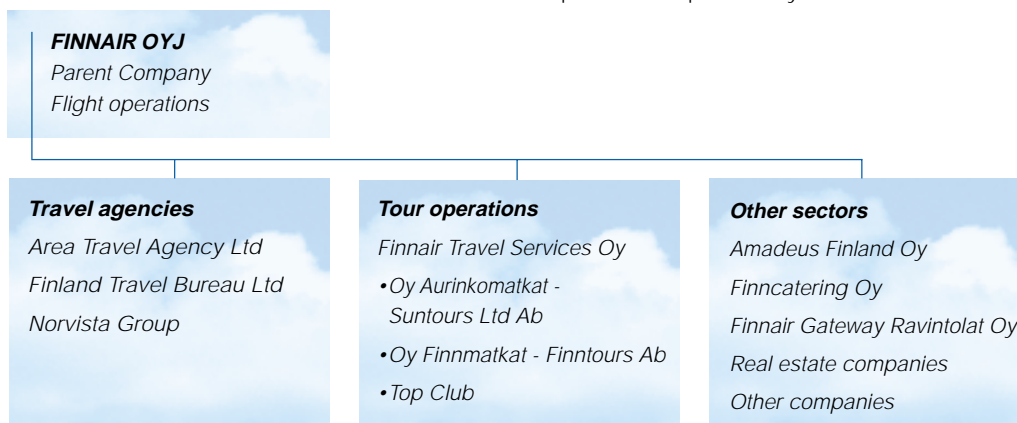 FINNAIR OYJ
Parent Company
Flight operations
Travel agencies
Area Travel Agency Ltd
Finland Travel Bureau Ltd
Norvista Group
Tour operations
Finnair Travel Services Oy
•Oy Aurinkomatkat -
Suntours Ltd Ab
•Oy Finnmatkat - Finntours Ab
•Top Club
Other sectors
Amadeus Finland Oy
Finncatering Oy
Finnair Gateway Ravintolat Oy
Real estate companies
Other companies